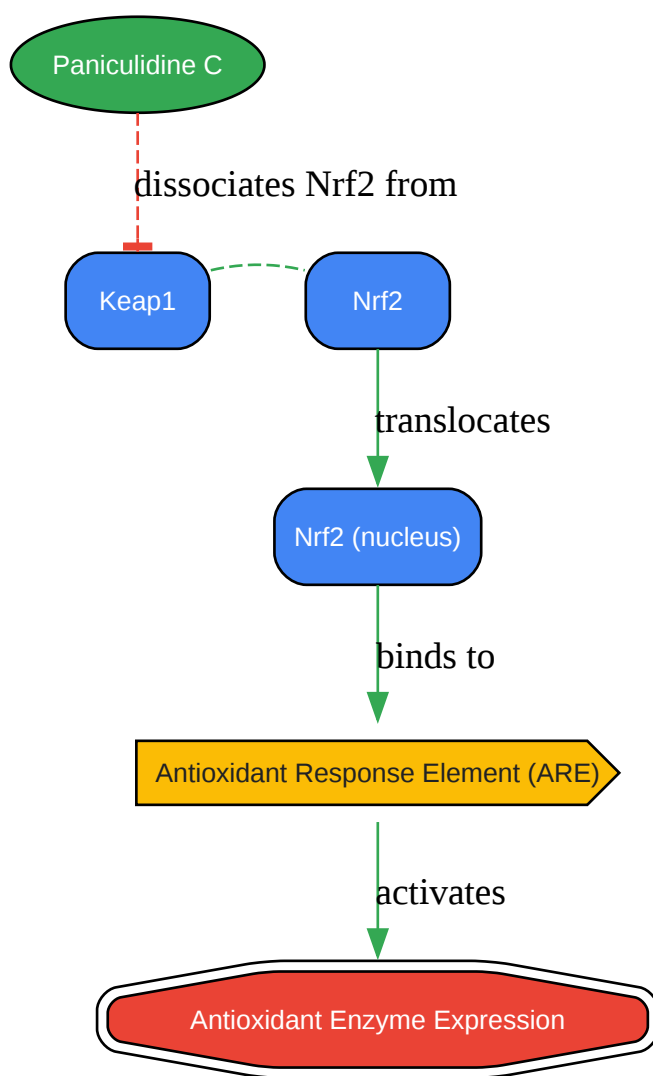 Paniculidine C
dissociates Nrf2 from
Keap1
Nrf2
translocates
Nrf2 (nucleus)
binds to
Antioxidant Response Element (ARE)
activates
Antioxidant Enzyme Expression